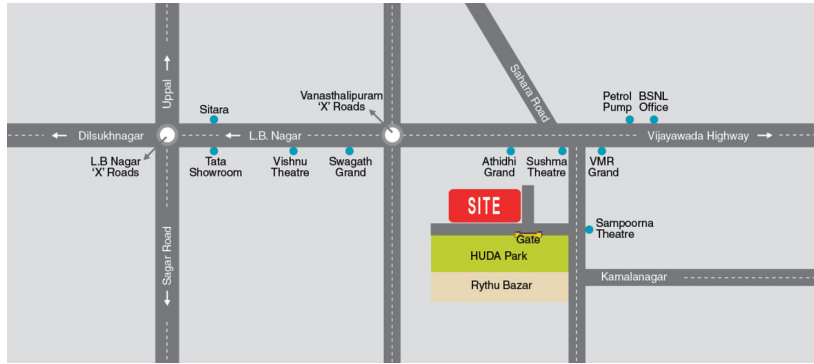 Uppal
Sahara Road
Vanasthalipuram
'X' Roads
Petrol
Pump
BSNL
Office
Sitara
Dilsukhnagar
L.B. Nagar
Vijayawada Highway
L.B Nagar
'X' Roads
Tata
Showroom
Vishnu
Theatre
Swagath
Grand
Athidhi
Grand
Sushma
Theatre
VMR
Grand
SITE
Sampoorna
Theatre
Gate
Sagar Road
HUDA Park
Kamalanagar
Rythu Bazar